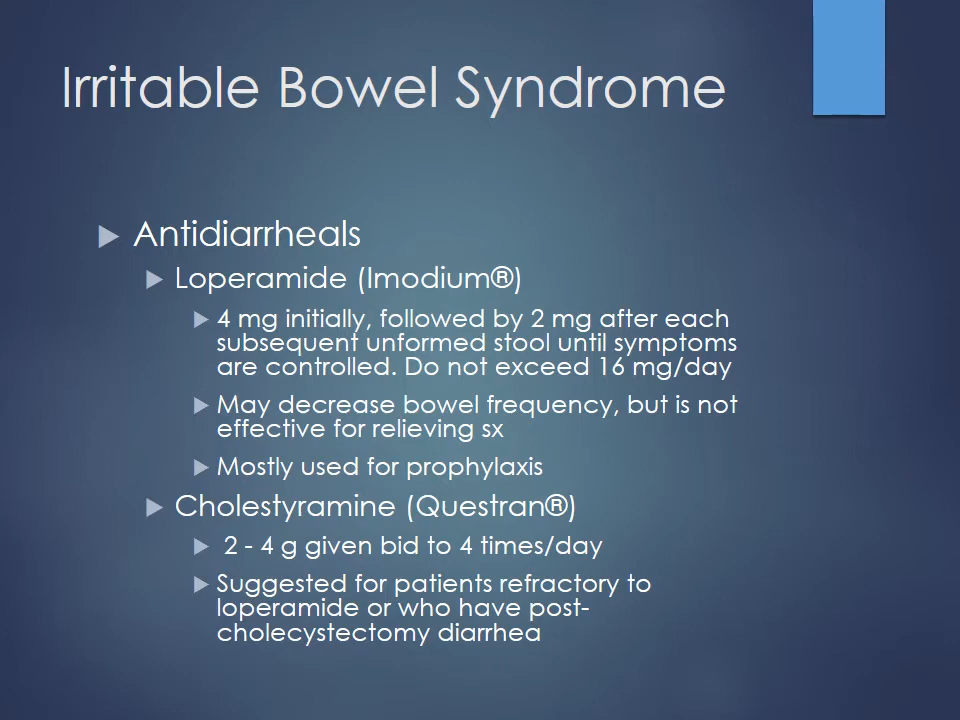 Irritable Bowel Syndrome
Antidiarrheals
Loperamide (Imodium®)
4 mg initially, followed by 2 mg after each
subsequent unformed stool until symptoms
are controlled. Do not exceed 16 mg/day
May decrease bowel frequency, but is not
effective for relieving sx
Mostly used for prophylaxis
Cholestyramine (Questran®)
2 - 4 g given bid to 4 times/day
Suggested for patients refractory to
loperamide or who have post-
cholecystectomy diarrhea